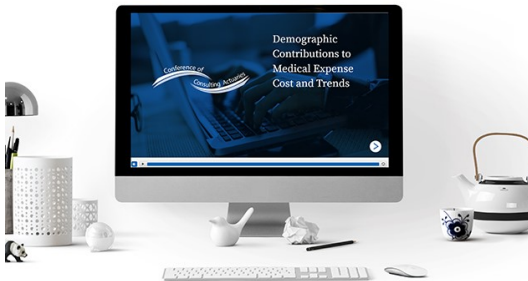 Conference of
Consulting Actuaries
Demographic
Contributions to
Medical Expense
Cost and Trends